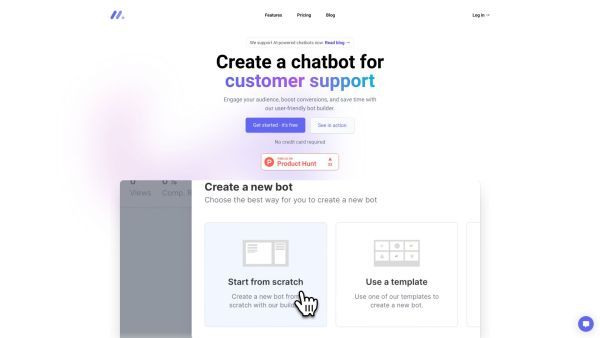 Features Pricing Blog Log in →
We support AI-powered chatbots now. Read blog →
Create a chatbot for
customer support
Engage your audience, boost conversions, and save time with
our user-friendly bot builder.
Get started - it's free
See in action
No credit card required
Product Hunt
0 0 %
Views Comp. R
Create a new bot
Choose the best way for you to create a new bot
Start from scratch
Create a new bot from
scratch with our build
Use a template
Use one of our templates to
create a new bot.